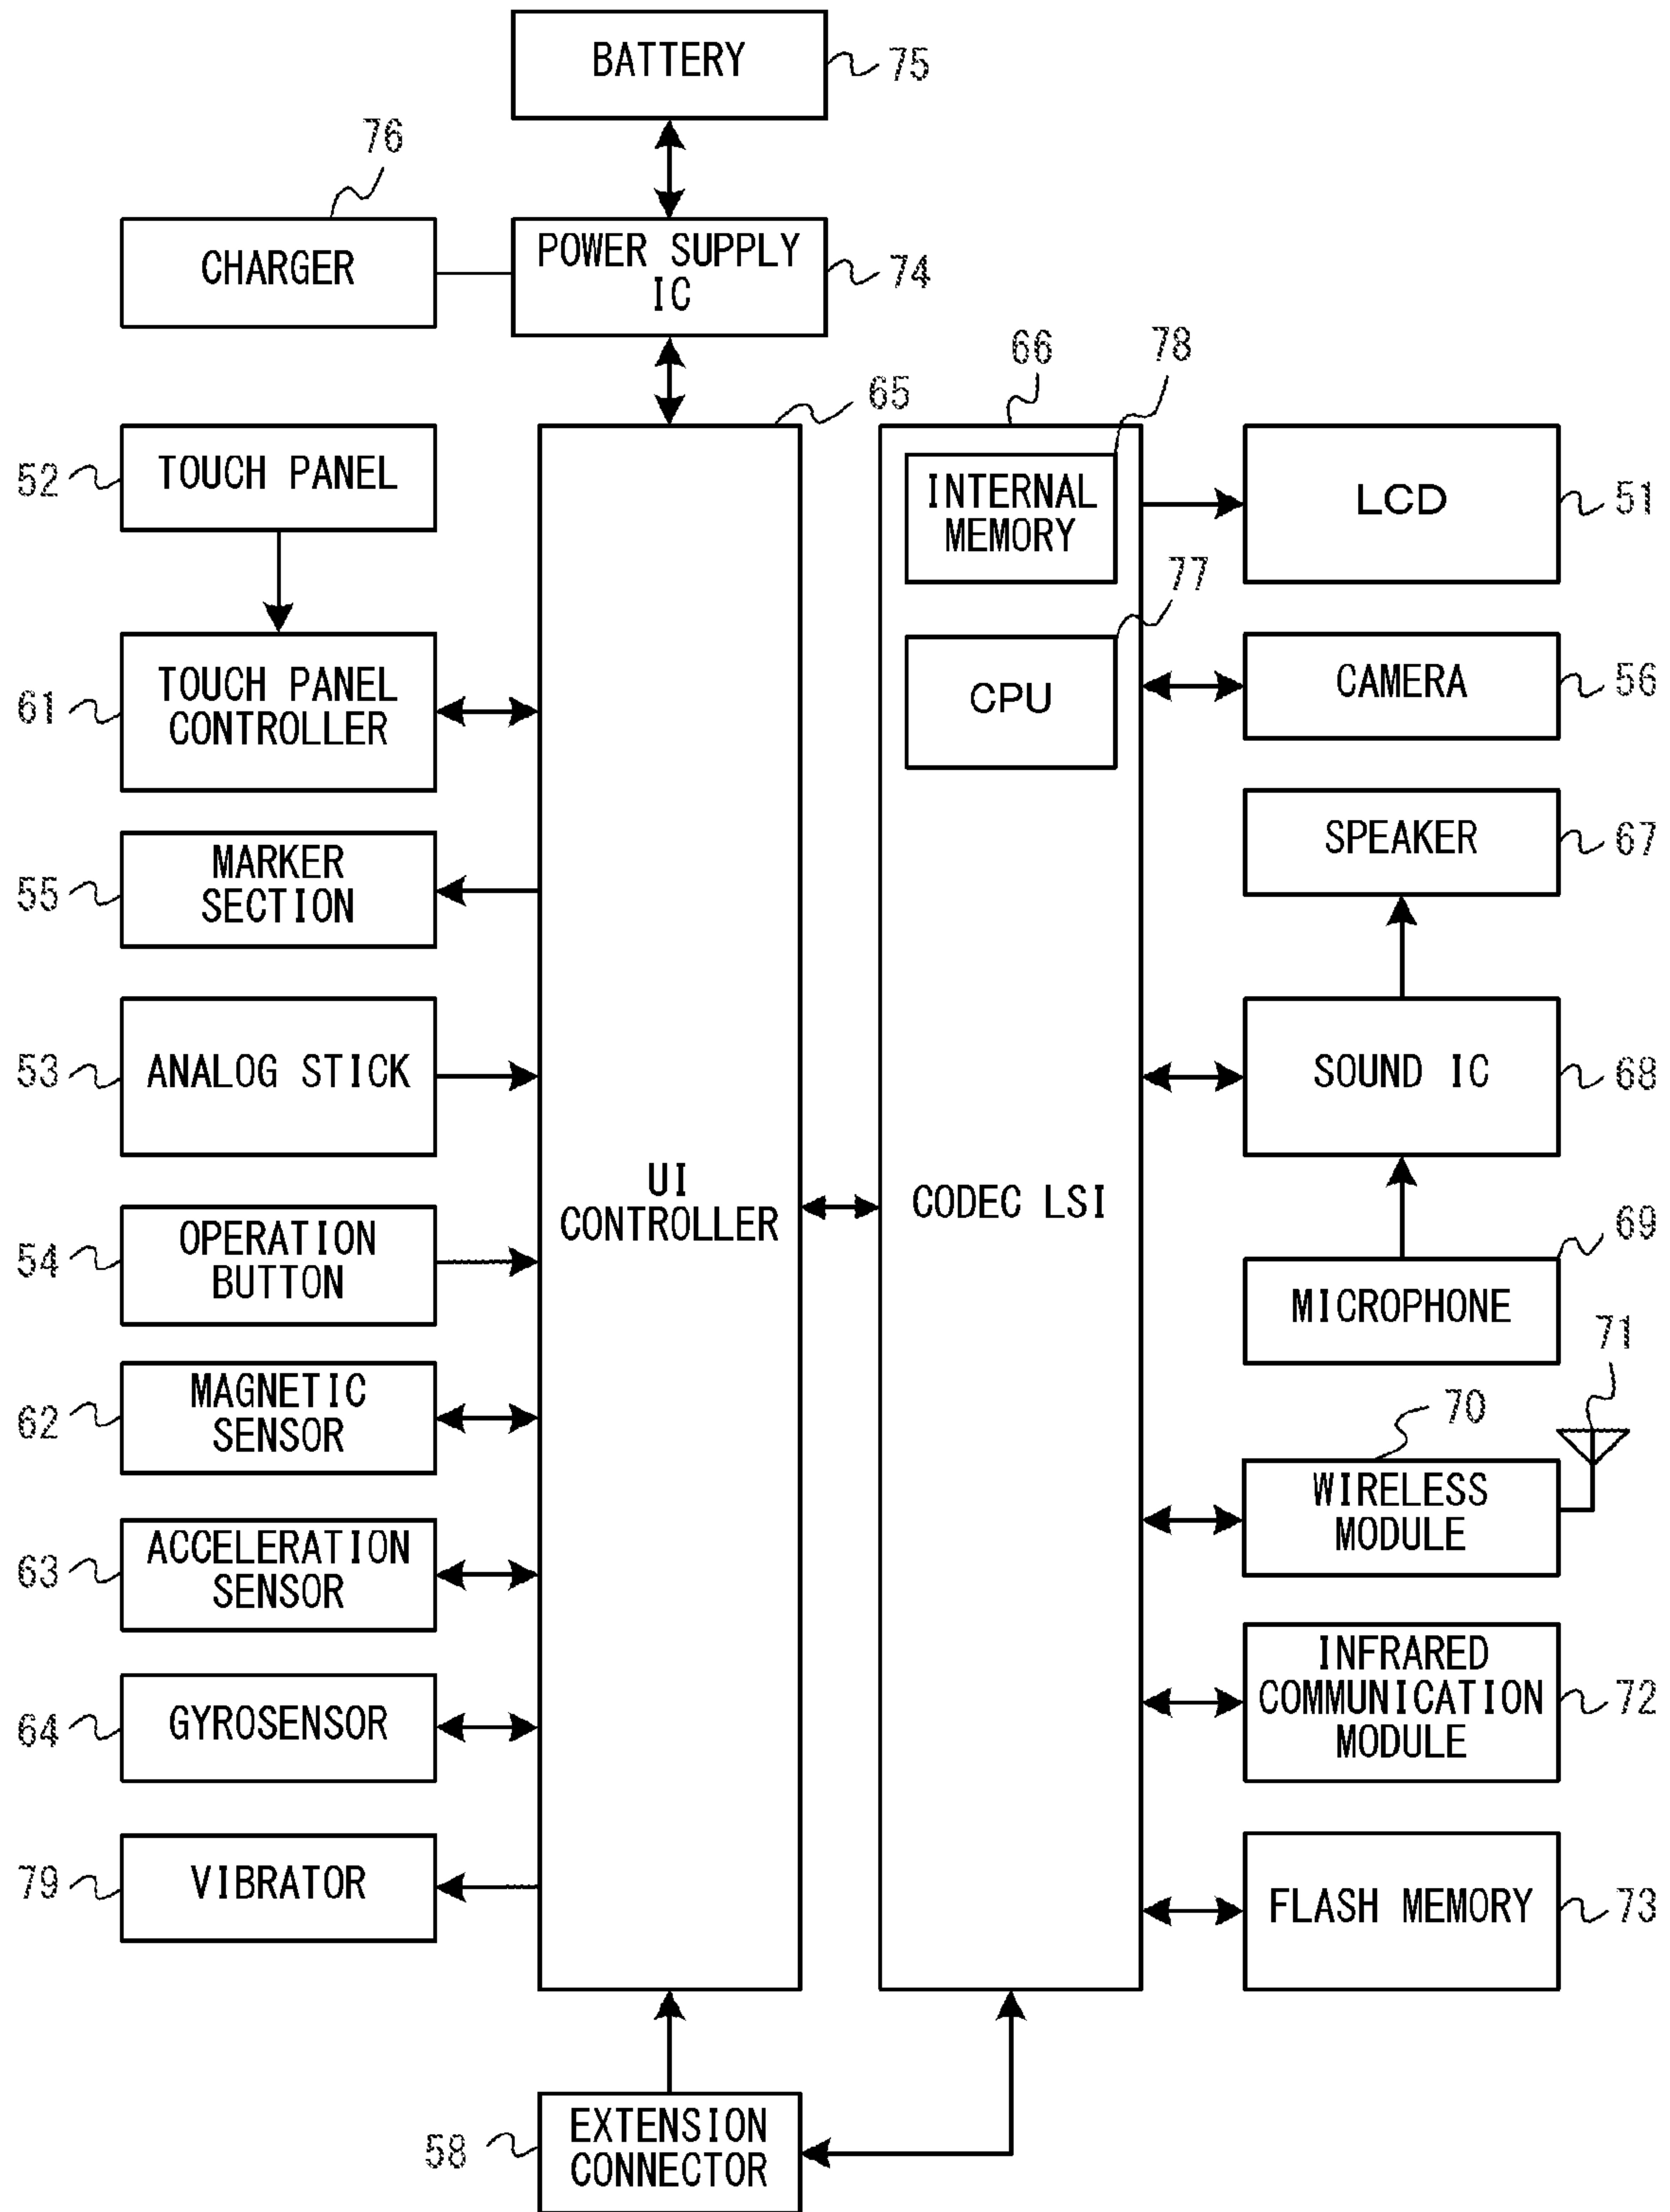 BATTERY
75
76
CHARGER
POWER SUPPLY
IC
74
65
66
78
52
TOUCH PANEL
INTERNAL
MEMORY
LCD
51
77
61
TOUCH PANEL
CONTROLLER
CPU
CAMERA
56
55
MARKER
SECTION
SPEAKER
67
53
ANALOG STICK
SOUND IC
68
UI
CONTROLLER
CODEC LSI
54
OPERATION
BUTTON
69
MICROPHONE
71
62
MAGNETIC
SENSOR
70
WIRELESS
MODULE
63
ACCELERATION
SENSOR
64
GYROSENSOR
INFRARED
COMMUNICATION
MODULE
72
79
VIBRATOR
FLASH MEMORY
73
58
EXTENSION
CONNECTOR